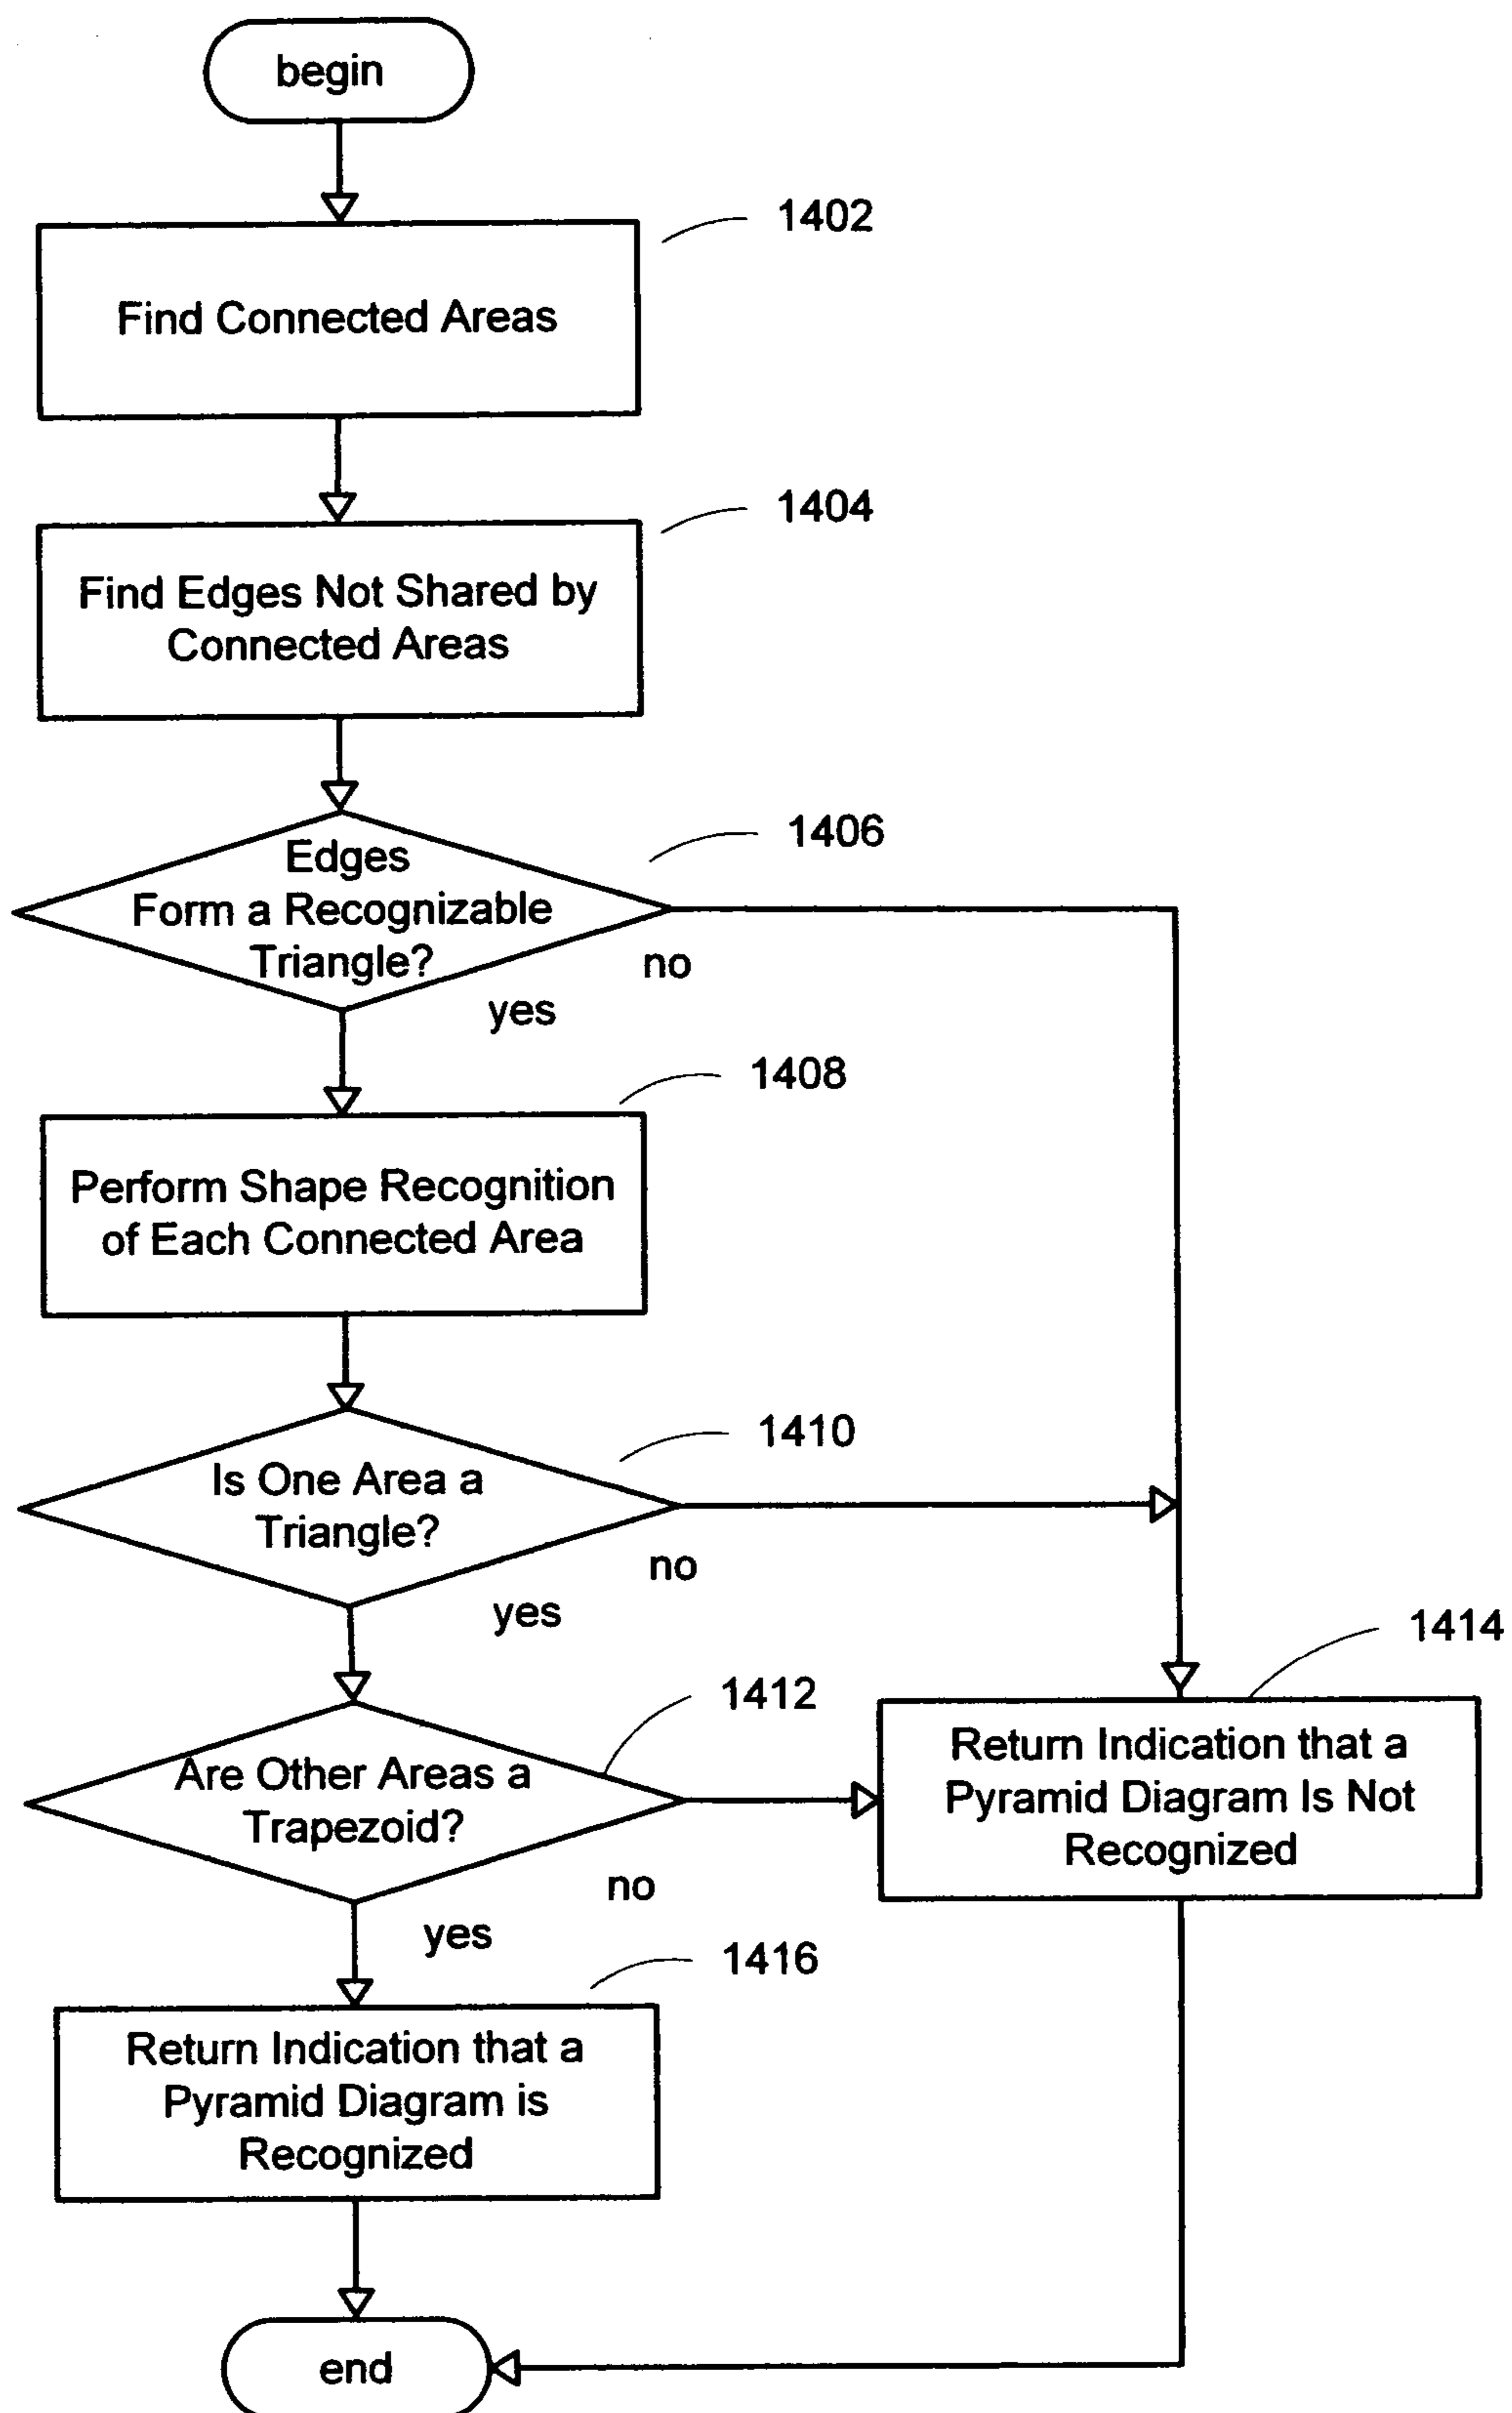 begin
1402
Find Connected Areas
1404
Find Edges Not Shared by
Connected Areas
1406
Edges
Form a Recognizable
Triangle?
no
yes
1408
Perform Shape Recognition
of Each Connected Area
1410
Is One Area a
Triangle?
no
yes
1412
Are Other Areas a
Trapezoid?
no
yes
1414
Return Indication that a
Pyramid Diagram Is Not
Recognized
1416
Return Indication that a
Pyramid Diagram is
Recognized
end